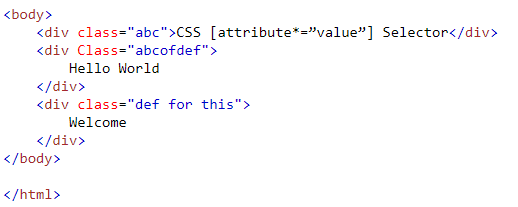 <body>
<div class="abc">CSS [attribute*=”value”] Selector</div>
<div Class="Abcofdef">
Hello World
</div>
<div class="def for this">
Welcome
</div>
</body>
</html>